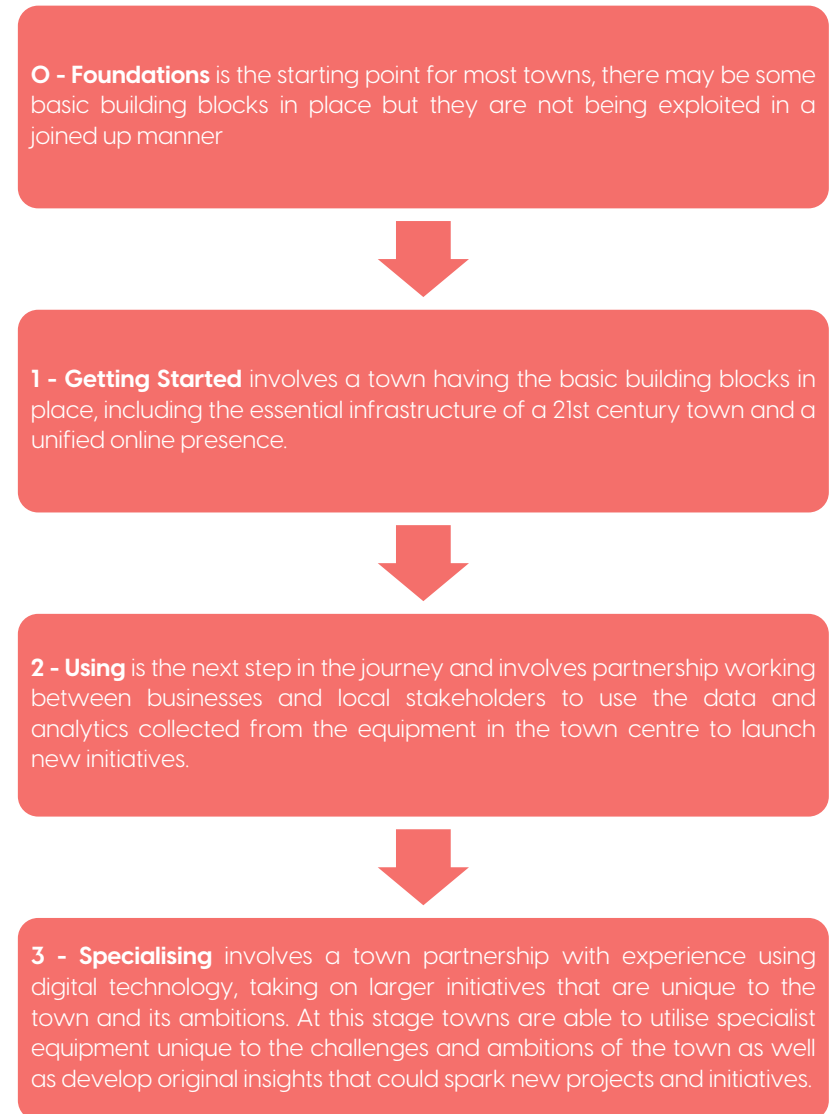 0 - Foundations is the starting point for most towns, there may be some
basic building blocks in place but they are not being exploited in a
joined up manner
1 - Getting Started involves a town having the basic building blocks in
place, including the essential infrastructure of a 21st century town and a
unified online presence.
2 - Using is the next step in the journey and involves partnership working
between businesses and local stakeholders to use the data and
analytics collected from the equipment in the town centre to launch
new initiatives.
3 - Specialising involves a town partnership with experience using
digital technology, taking on larger initiatives that are unique to the
town and its ambitions. At this stage towns are able to utilise specialist
equipment unique to the challenges and ambitions of the town as well
as develop original insights that could spark new projects and initiatives.